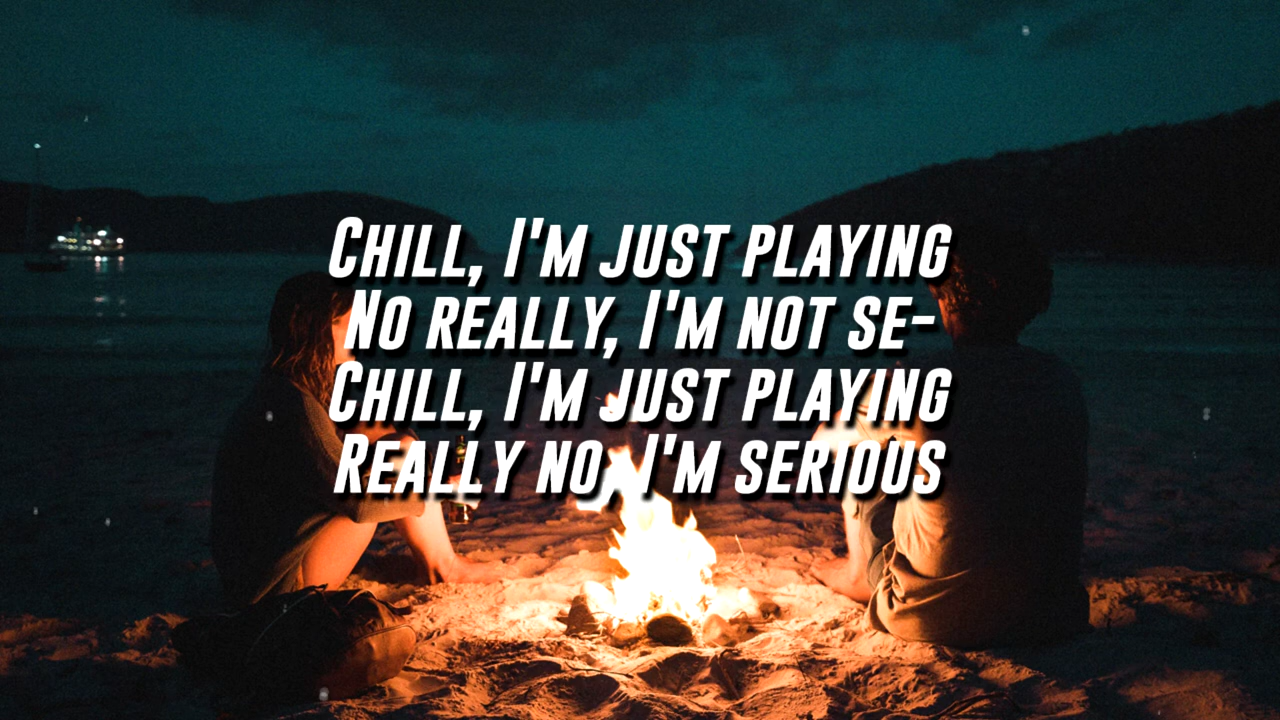 Chill, I'm just playing
No really, I'm not se-
Chill, I'm just playing
Really no, I'm serious